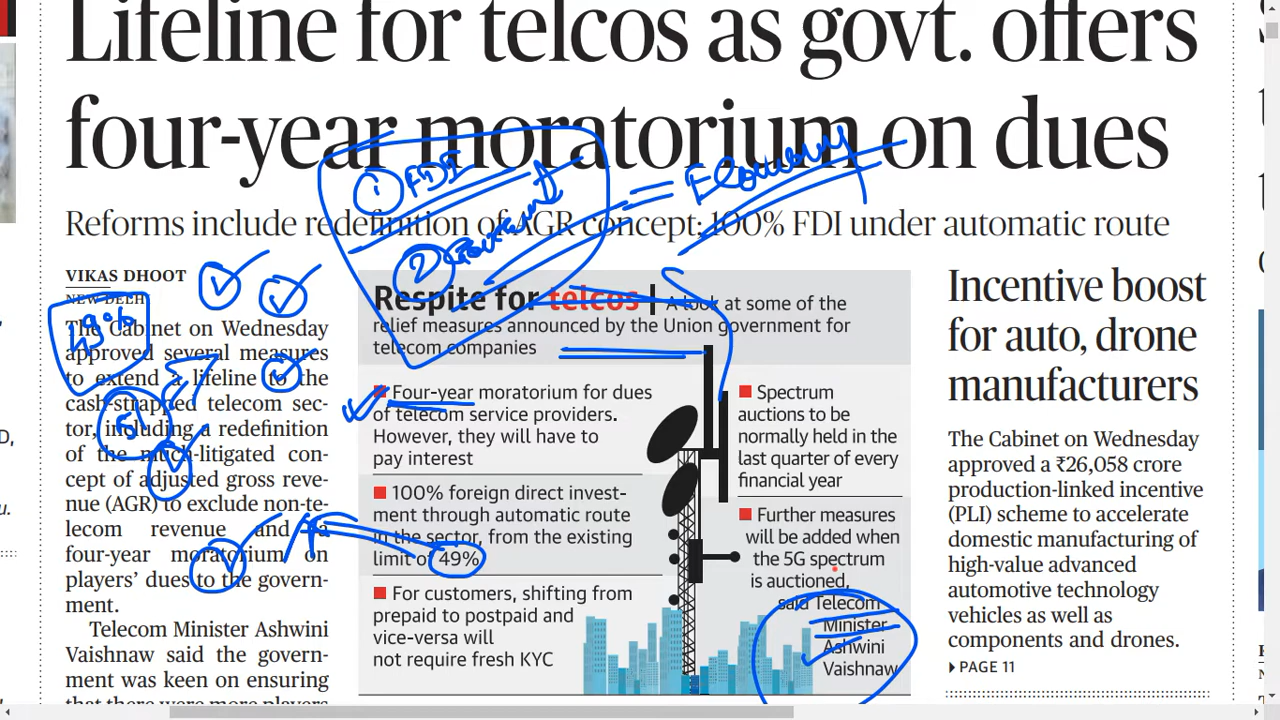 Lifeline for telcos as govt. offers
four-year moratorium on dues
Reforms include redefinition of AGR concept; 100% FDI under automatic route
① FDI
②
= Economy
VIKAS DHOOT
NEW DELHI
The Cabinet on Wednesday
approved several measures
to extend a lifeline to the
cash-strapped telecom sec-
tor, including a redefinition
of the much-litigated con-
cept of adjusted gross reve-
nue (AGR) to exclude non-te-
lecom revenue and a
four-year moratorium on
players' dues to the govern-
ment.
Telecom Minister Ashwini
Vaishnaw said the govern-
ment was keen on ensuring
that there were more players
49%
51
Respite for telcos | A look at some of the
relief measures announced by the Union government for
telecom companies
Four-year moratorium for dues
of telecom service providers.
However, they will have to
pay interest
100% foreign direct invest-
ment through automatic route
in the sector, from the existing
limit of 49%
For customers, shifting from
prepaid to postpaid and
vice-versa will
not require fresh KYC
Spectrum
auctions to be
normally held in the
last quarter of every
financial year
Further measures
will be added when
the 5G spectrum
is auctioned,
said Telecom
Minister
Ashwini
Vaishnaw
Incentive boost
for auto, drone
manufacturers
The Cabinet on Wednesday
approved a ₹26,058 crore
production-linked incentive
(PLI) scheme to accelerate
domestic manufacturing of
high-value advanced
automotive technology
vehicles as well as
components and drones.
▸ PAGE 11
D,
u.